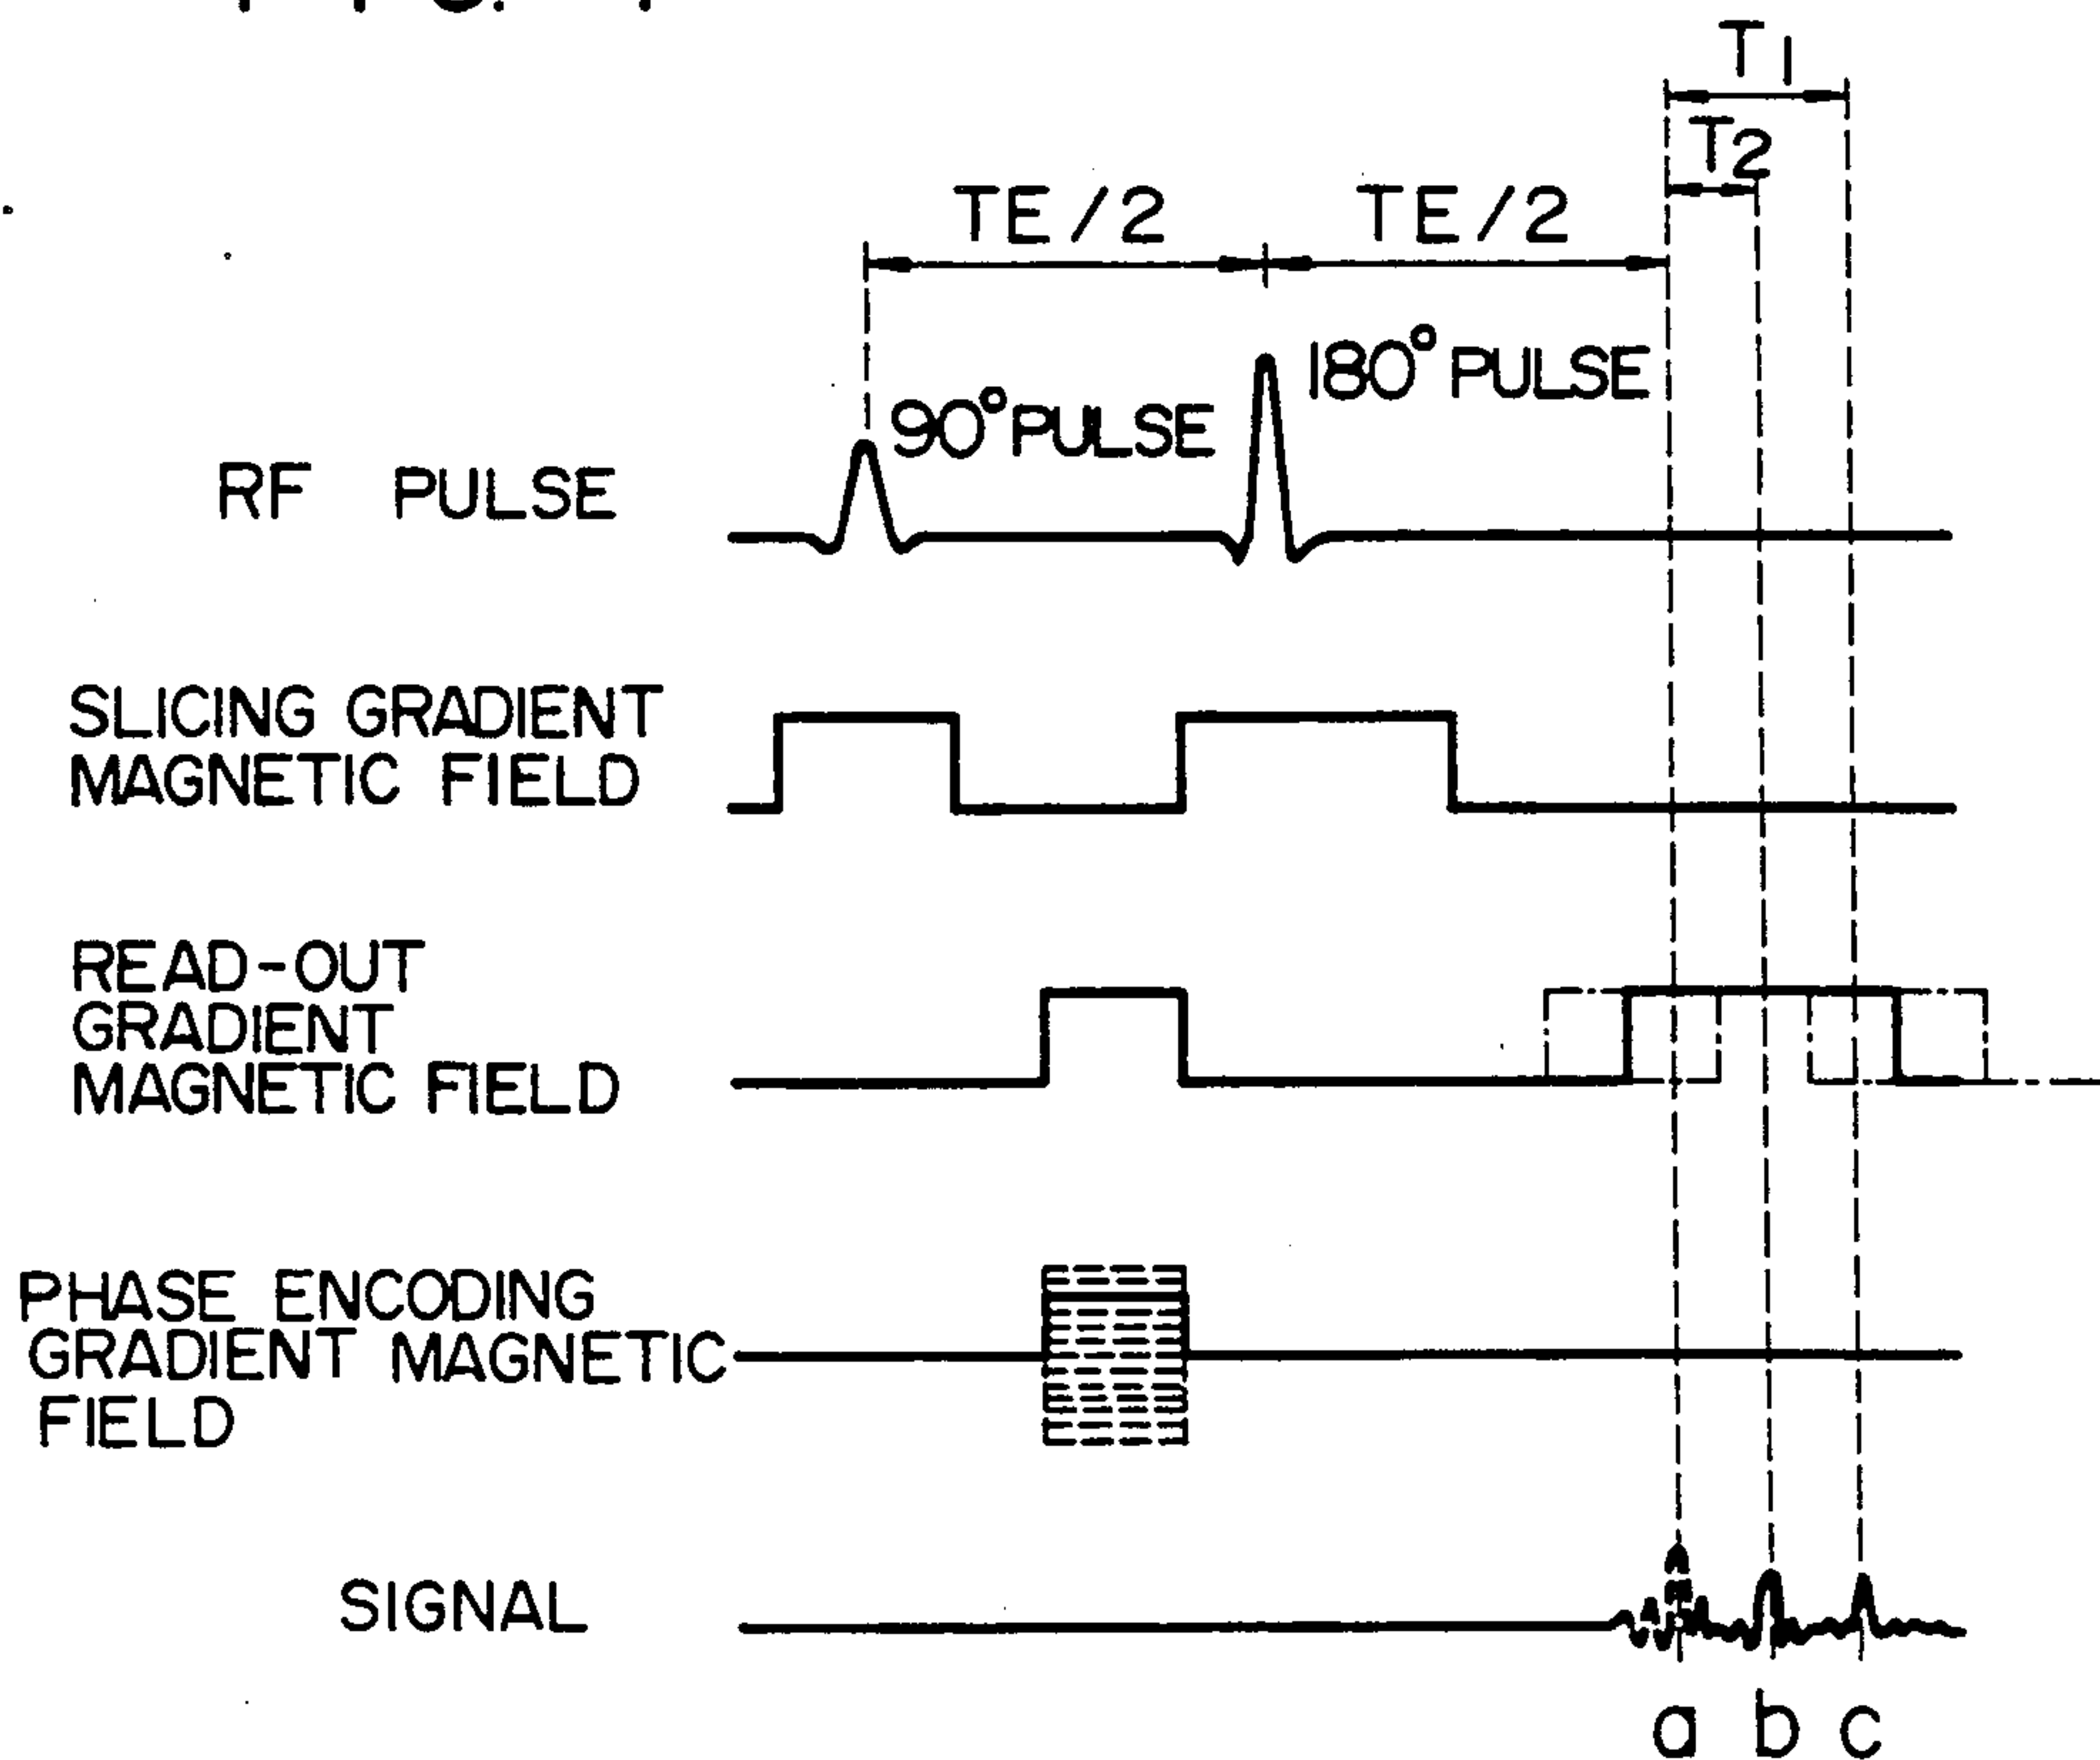 T1
T2
TE/2 TE/2
180° PULSE
90° PULSE
RF PULSE
SLICING GRADIENT
MAGNETIC FIELD
READ-OUT
GRADIENT
MAGNETIC FIELD
PHASE ENCODING
GRADIENT MAGNETIC
FIELD
SIGNAL
a b c